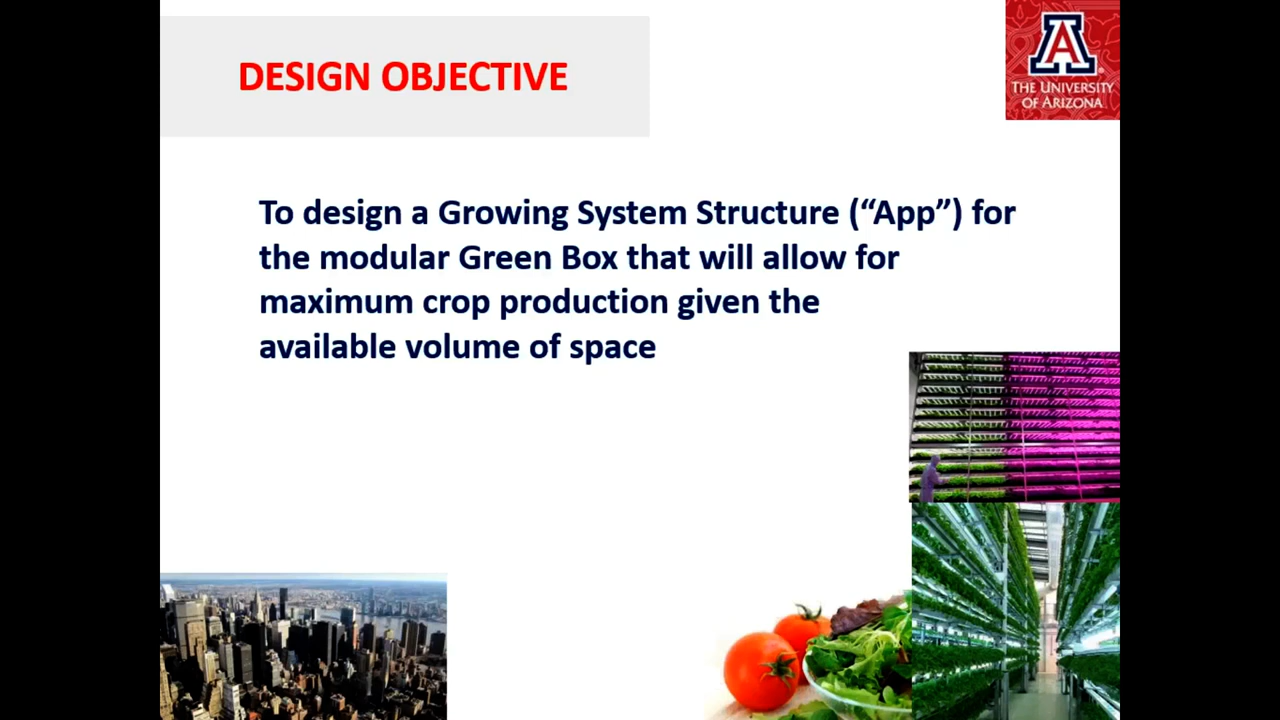 DESIGN OBJECTIVE
A
THE UNIVERSITY
OF ARIZONA
To design a Growing System Structure (“App”) for
the modular Green Box that will allow for
maximum crop production given the
available volume of space